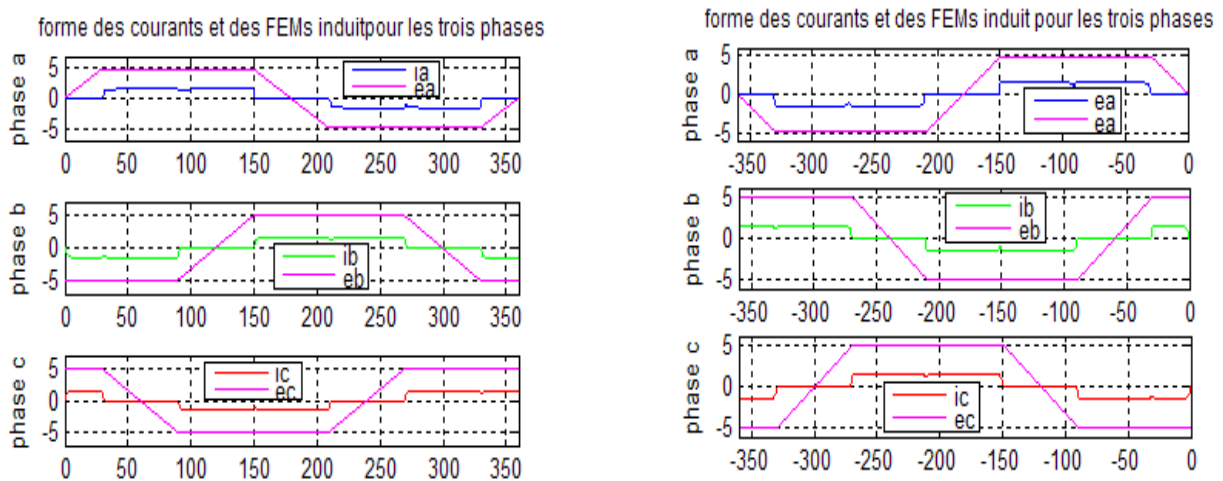 forme des courants et des FEMs induitpour les trois phases
phase a
5
0
-5
ia
ea
0 50 100 150 200 250 300 350
phase b
5
0
-5
ib
eb
0 50 100 150 200 250 300 350
phase c
5
0
-5
ic
ec
0 50 100 150 200 250 300 350
forme des courants et des FEMs induit pour les trois phases
phase a
5
0
-5
ea
ea
-350 -300 -250 -200 -150 -100 -50 0
phase b
5
0
-5
ib
eb
-350 -300 -250 -200 -150 -100 -50 0
phase c
5
0
-5
ic
ec
-350 -300 -250 -200 -150 -100 -50 0